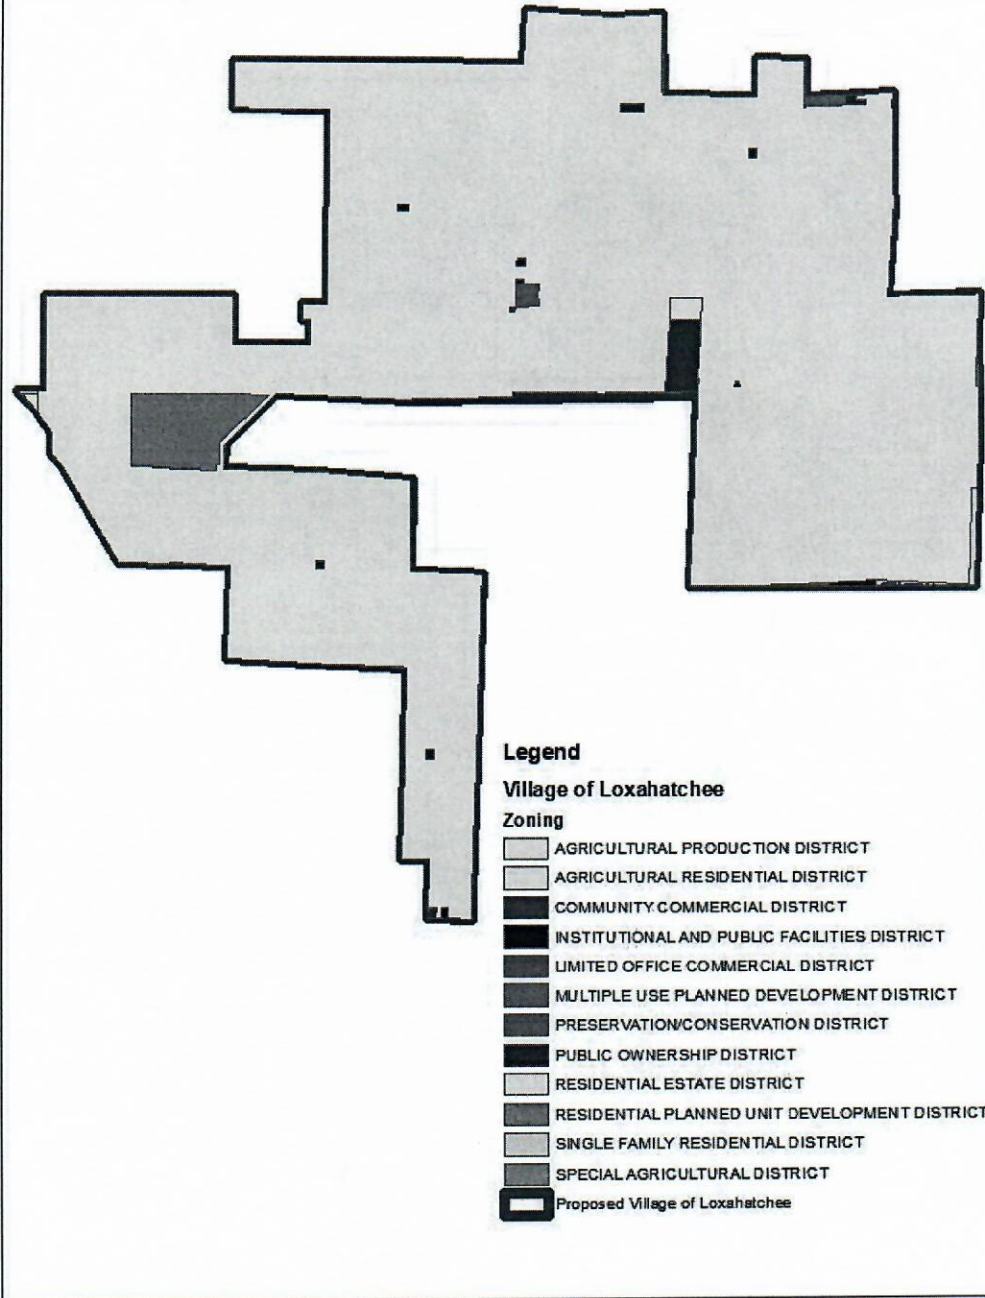 Legend
Village of Loxahatchee
Zoning
AGRICULTURAL PRODUCTION DISTRICT
AGRICULTURAL RESIDENTIAL DISTRICT
COMMUNITY COMMERCIAL DISTRICT
INSTITUTIONAL AND PUBLIC FACILITIES DISTRICT
LIMITED OFFICE COMMERCIAL DISTRICT
MULTIPLE USE PLANNED DEVELOPMENT DISTRICT
PRESERVATION/CONSERVATION DISTRICT
PUBLIC OWNERSHIP DISTRICT
RESIDENTIAL ESTATE DISTRICT
RESIDENTIAL PLANNED UNIT DEVELOPMENT DISTRICT
SINGLE FAMILY RESIDENTIAL DISTRICT
SPECIAL AGRICULTURAL DISTRICT
Proposed Village of Loxahatchee